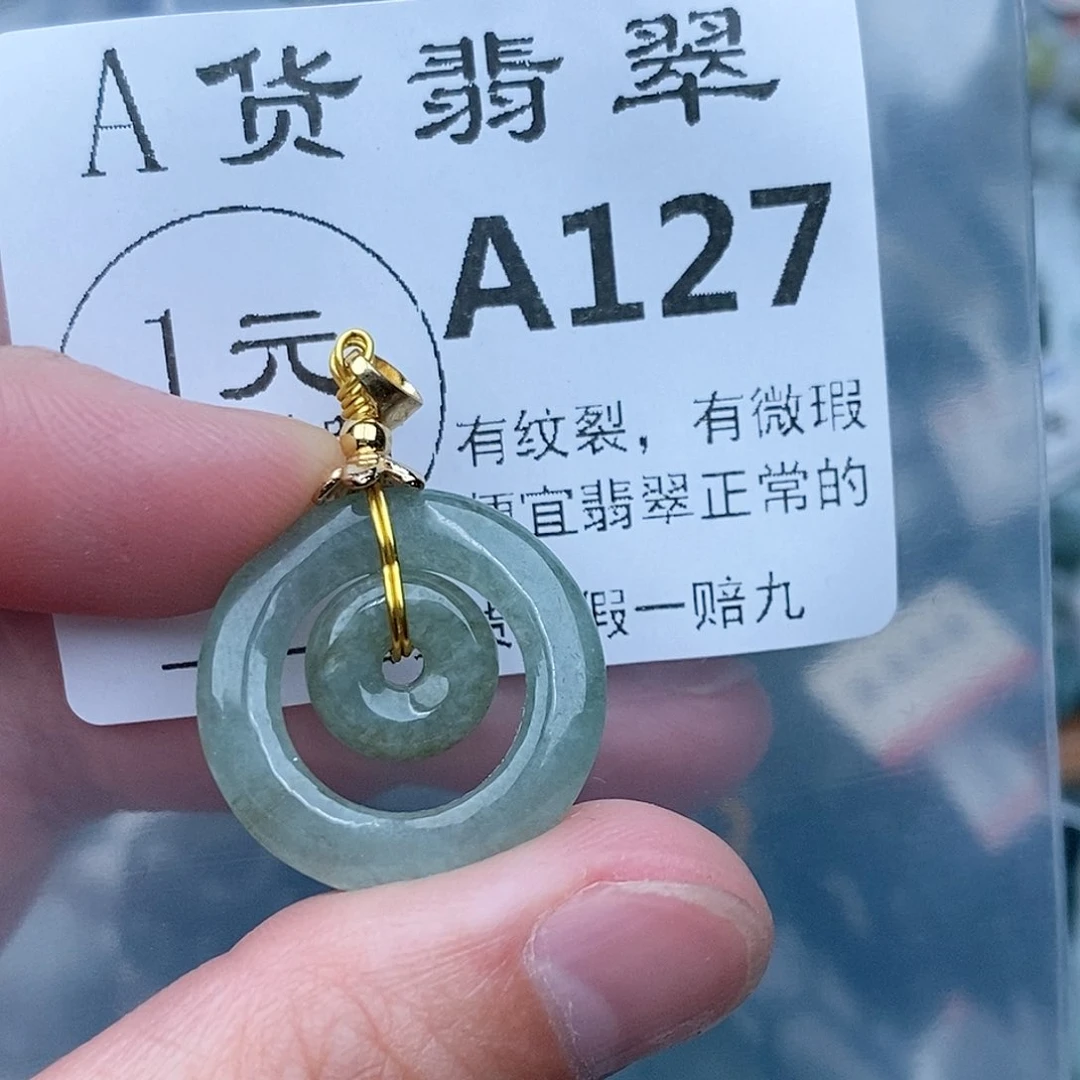 A货翡翠
A127
1元
有纹裂，有微瑕
便宜翡翠正常的
假一赔九